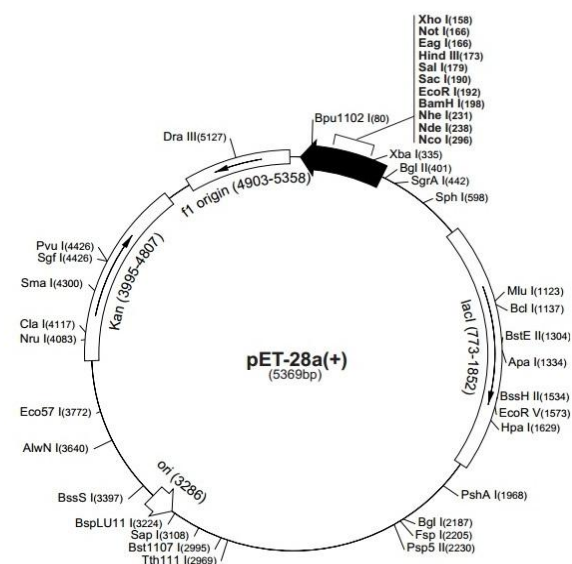 Xho I(158)
Not I(166)
Eag I(166)
Hind III(173)
Sal I(179)
Sac I(190)
EcoR I(192)
BamH I(198)
Nhe I(231)
Nde I(238)
Nco I(296)
Bpu1102 I(80)
Dra III(5127)
Xba I(335)
Bgl II(401)
SgrA I(442)
Sph I(598)
f1 origin (4903-5358)
Pvu I(4426)
Sgf I(4426)
Sma I(4300)
Kan (3995-4807)
Cla I(4117)
Nru I(4083)
Mlu I(1123)
Bcl I(1137)
BstE II(1304)
Apa I(1334)
lacI (773-1852)
BssH II(1534)
EcoR V(1573)
Hpa I(1629)
pET-28a(+)
(5369bp)
Eco57 I(3772)
AlwN I(3640)
ori (3286)
BssS I(3397)
PshA I(1968)
BspLU11 I(3224)
Sap I(3108)
Bst1107 I(2995)
Tth111 I(2969)
Bgl I(2187)
Fsp I(2205)
Psp5 II(2230)